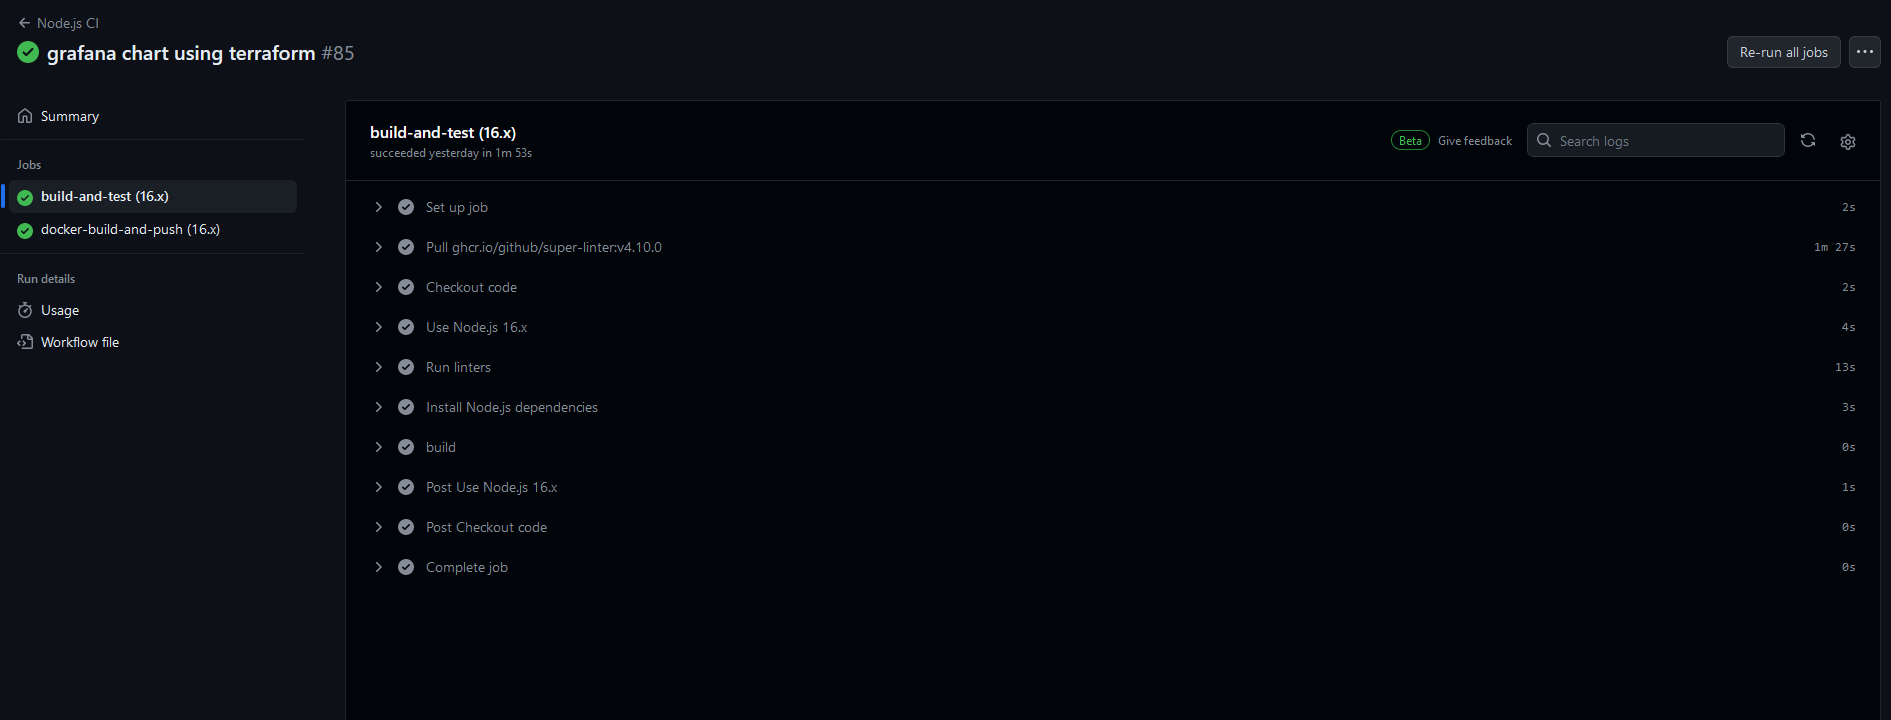 Node.js CI
grafana chart using terraform #85
Re-run all jobs
Summary
Jobs
build-and-test (16.x)
docker-build-and-push (16.x)
Run details
Usage
Workflow file
build-and-test (16.x)
succeeded yesterday in 1m 53s
Beta Give feedback
Search logs
Set up job 2s
Pull ghcr.io/github/super-linter:v4.10.0 1m 27s
Checkout code 2s
Use Node.js 16.x 4s
Run linters 13s
Install Node.js dependencies 3s
build 0s
Post Use Node.js 16.x 1s
Post Checkout code 0s
Complete job 0s